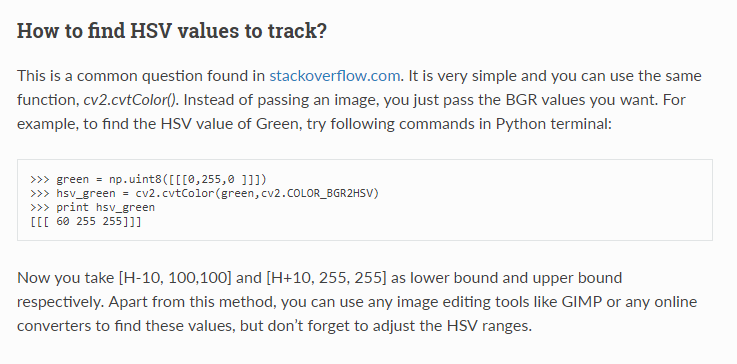 How to find HSV values to track?
This is a common question found in stackoverflow.com. It is very simple and you can use the same
function, cv2.cvtColor(). Instead of passing an image, you just pass the BGR values you want. For
example, to find the HSV value of Green, try following commands in Python terminal:
>>> green = np.uint8([[[0,255,0 ]]])
>>> hsv_green = cv2.cvtColor(green,cv2.COLOR_BGR2HSV)
>>> print hsv_green
[[[ 60 255 255]]]
Now you take [H-10, 100,100] and [H+10, 255, 255] as lower bound and upper bound
respectively. Apart from this method, you can use any image editing tools like GIMP or any online
converters to find these values, but don’t forget to adjust the HSV ranges.